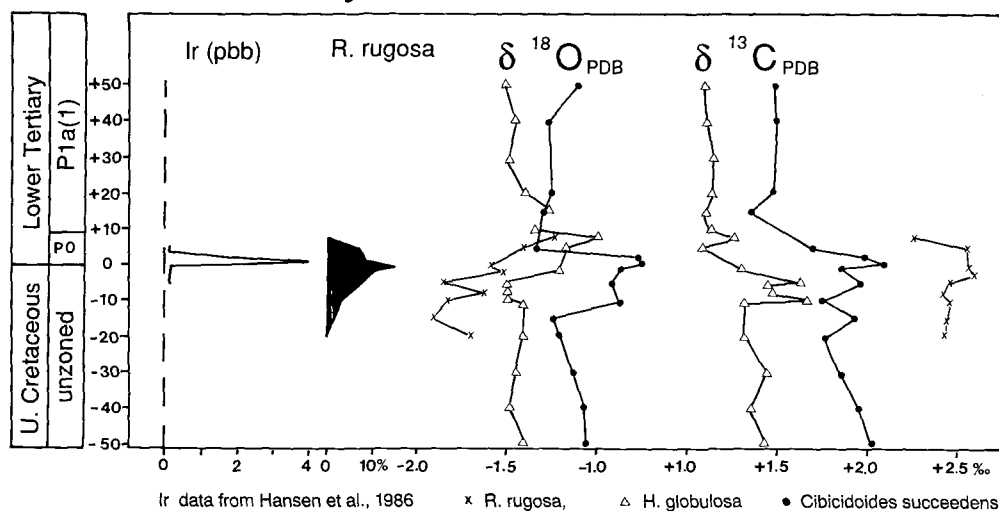 Ir (pbb)
R. rugosa
δ 18O PDB
δ 13C PDB
Lower Tertiary
P1a(1)
P0
U. Cretaceous
unzoned
+50
+40
+30
+20
+10
0
-10
-20
-30
-40
-50
0 2 4 0 10% -2.0 -1.5 -1.0 +1.0 +1.5 +2.0 +2.5 ‰
Ir data from Hansen et al., 1986 x R. rugosa, △ H. globulosa ● Cibicidoides succeedens